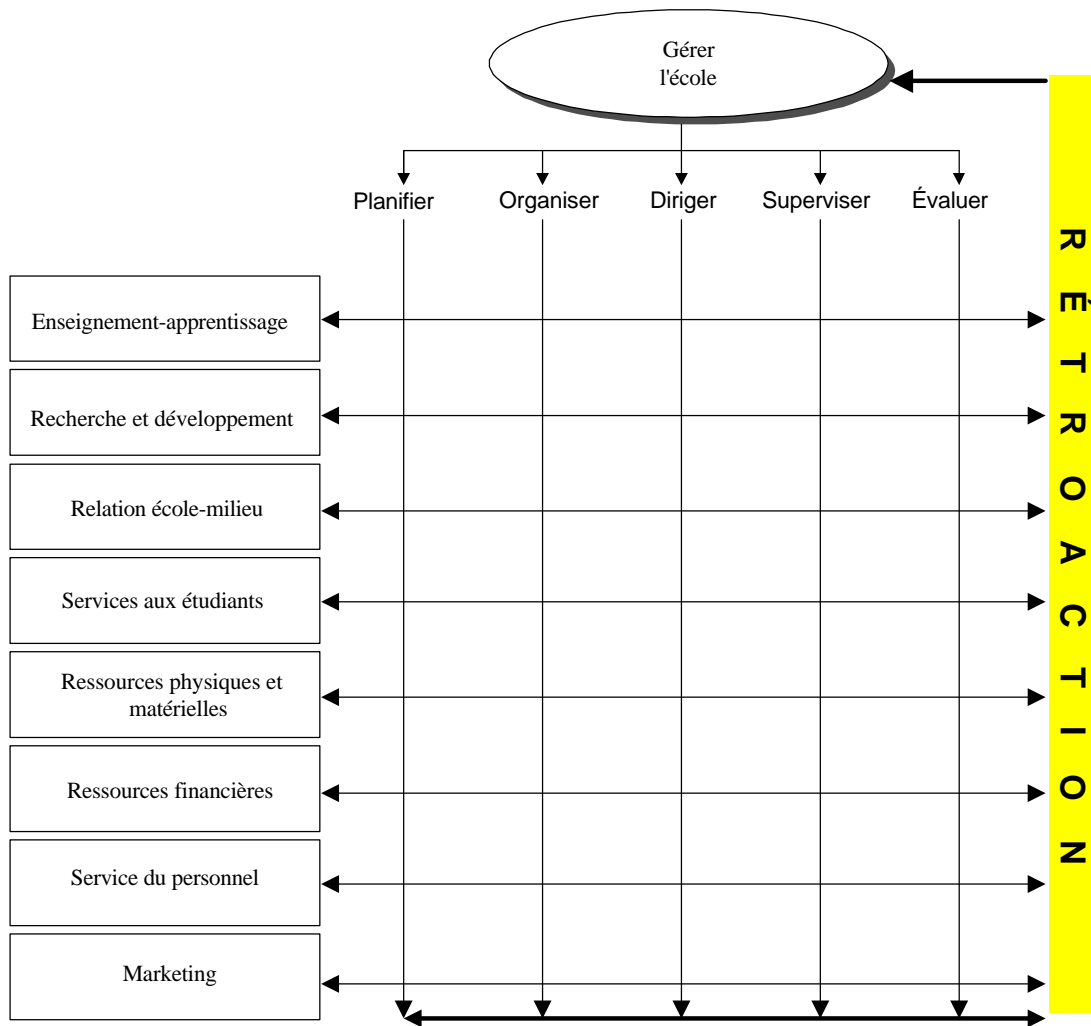 Gérer
l'école
Planifier Organiser Diriger Superviser Évaluer
Enseignement-apprentissage
Recherche et développement
Relation école-milieu
Services aux étudiants
Ressources physiques et
matérielles
Ressources financières
Service du personnel
Marketing
RÉTROACTION